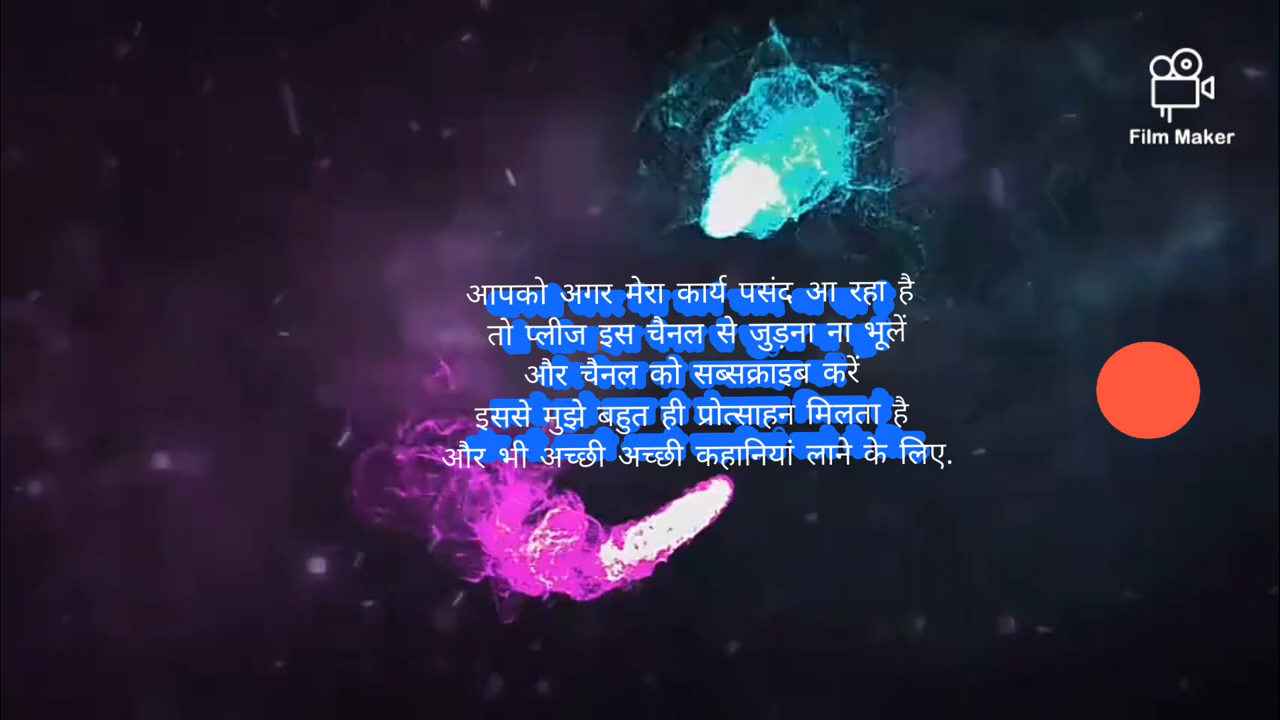 Film Maker
आपको अगर मेरा कार्य पसंद आ रहा है
तो प्लीज इस चैनल से जुड़ना ना भूलें
और चैनल को सब्सक्राइब करें
इससे मुझे बहुत ही प्रोत्साहन मिलता है
और भी अच्छी अच्छी कहानियां लाने के लिए.